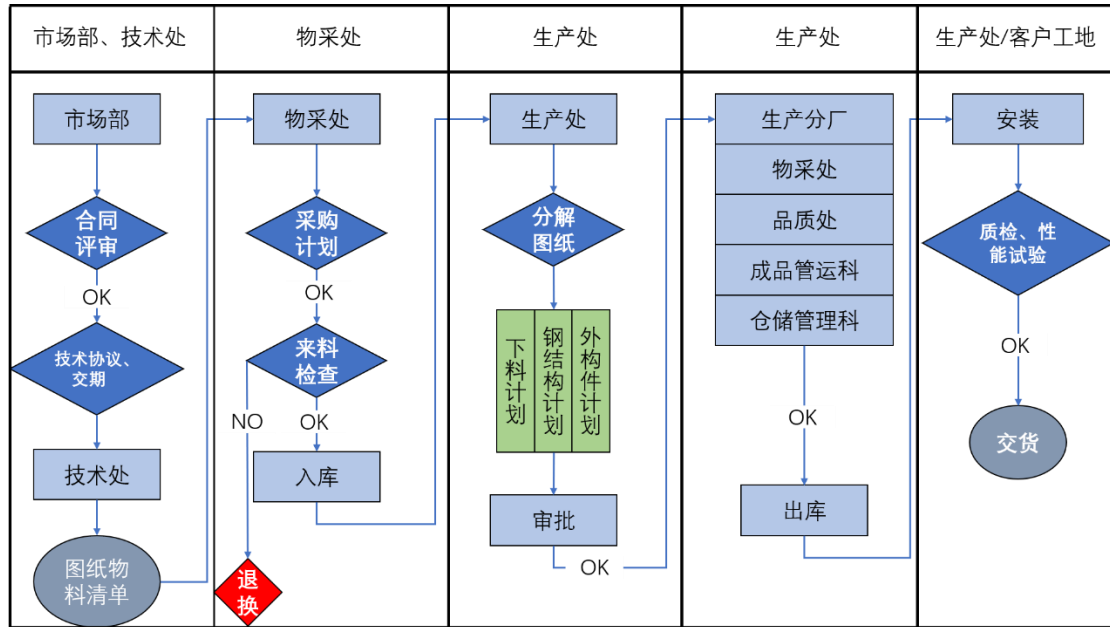 市场部、技术处
物采处
生产处
生产处
生产处/客户工地
市场部
合同
评审
OK
技术协议、
交期
技术处
图纸物
料清单
物采处
采购
计划
OK
来料
检查
NO
OK
入库
退
换
生产处
分解
图纸
下料计划
钢结构计划
外构件计划
审批
OK
生产分厂
物采处
品质处
成品管运科
仓储管理科
OK
出库
安装
质检、性
能试验
OK
交货